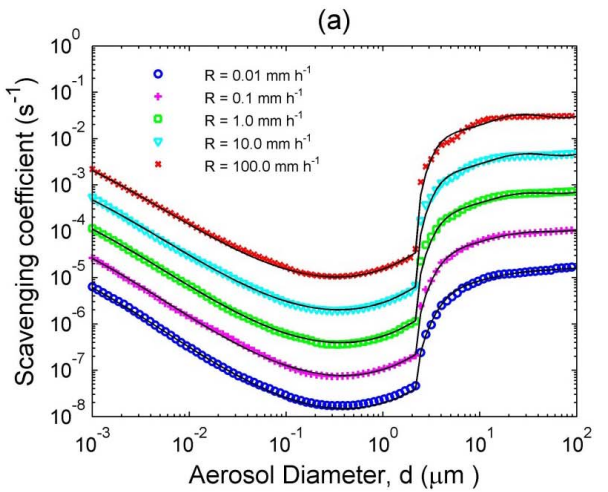 (a)
10^0
10^-1
10^-2
10^-3
10^-4
10^-5
10^-6
10^-7
10^-8
Scavenging coefficient (s^-1)
R = 0.01 mm h^-1
R = 0.1 mm h^-1
R = 1.0 mm h^-1
R = 10.0 mm h^-1
R = 100.0 mm h^-1
10^-3 10^-2 10^-1 10^0 10^1 10^2
Aerosol Diameter, d (μm )